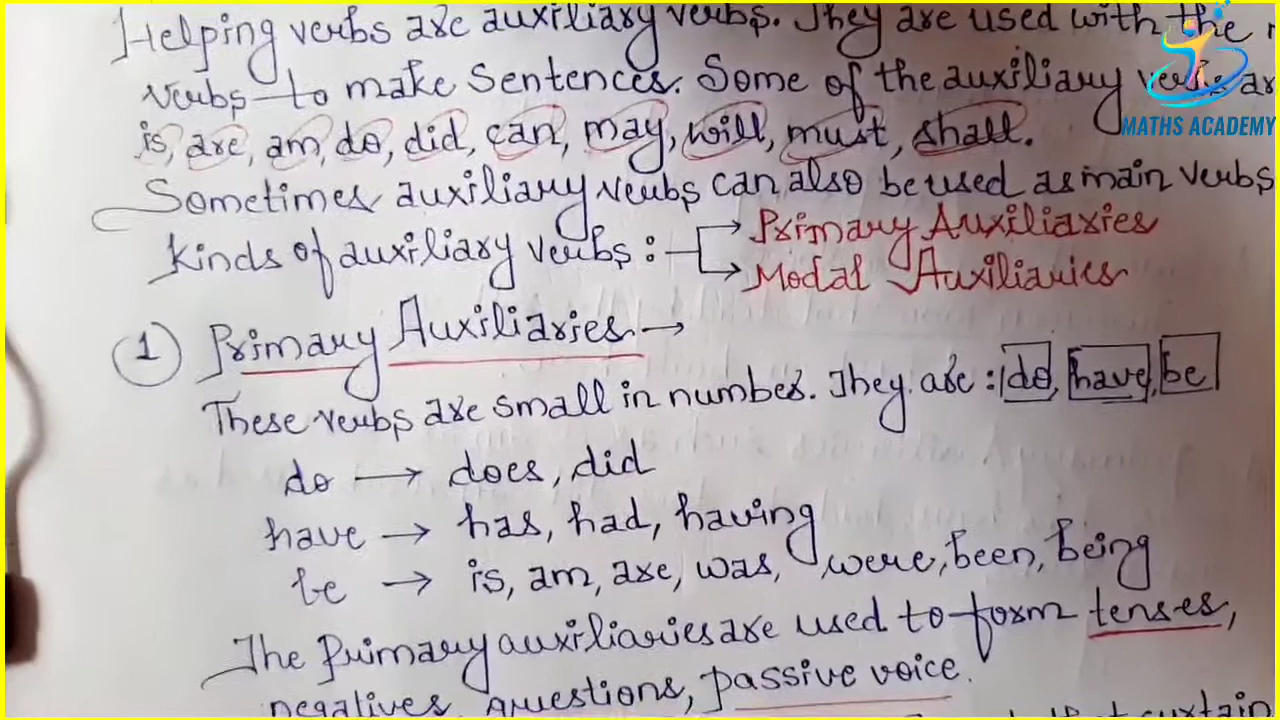 Helping verbs are auxiliary verbs. They are used with the
verbs to make Sentences. Some of the auxiliary verbs ar
is, are, am, do, did, can, may, will, must, shall.
Sometimes auxiliary verbs can also be used as main verbs
Kinds of auxiliary verbs :
Primary Auxiliaries
Modal Auxiliaries
1 Primary Auxiliaries →
These verbs are small in number. They are : do, have, be
do → does, did
have → has, had, having
be → is, am, are, was, were, been, being
The Primary auxiliaries are used to form tenses,
negatives, questions, passive voice.
MATHS ACADEMY